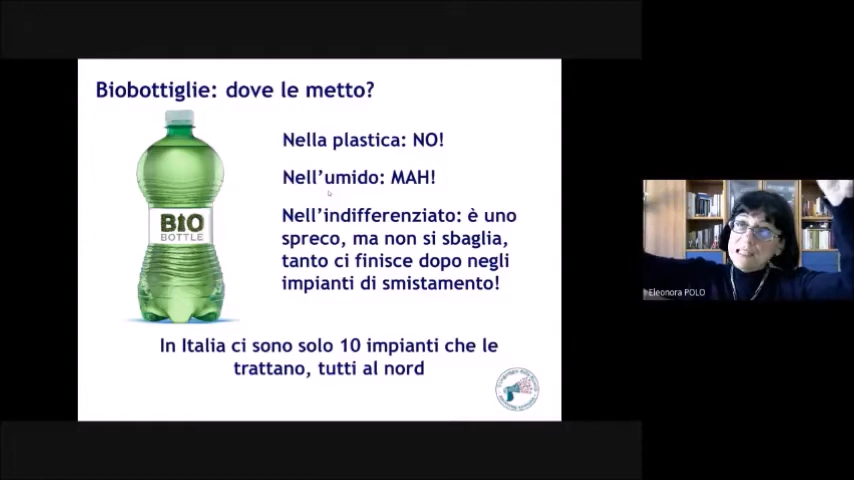 Biobottiglie: dove le metto?
Nella plastica: NO!
Nell'umido: MAH!
BIO
BOTTLE
Nell'indifferenziato: è uno
spreco, ma non si sbaglia,
tanto ci finisce dopo negli
impianti di smistamento!
In Italia ci sono solo 10 impianti che le
trattano, tutti al nord
Eleonora POLO